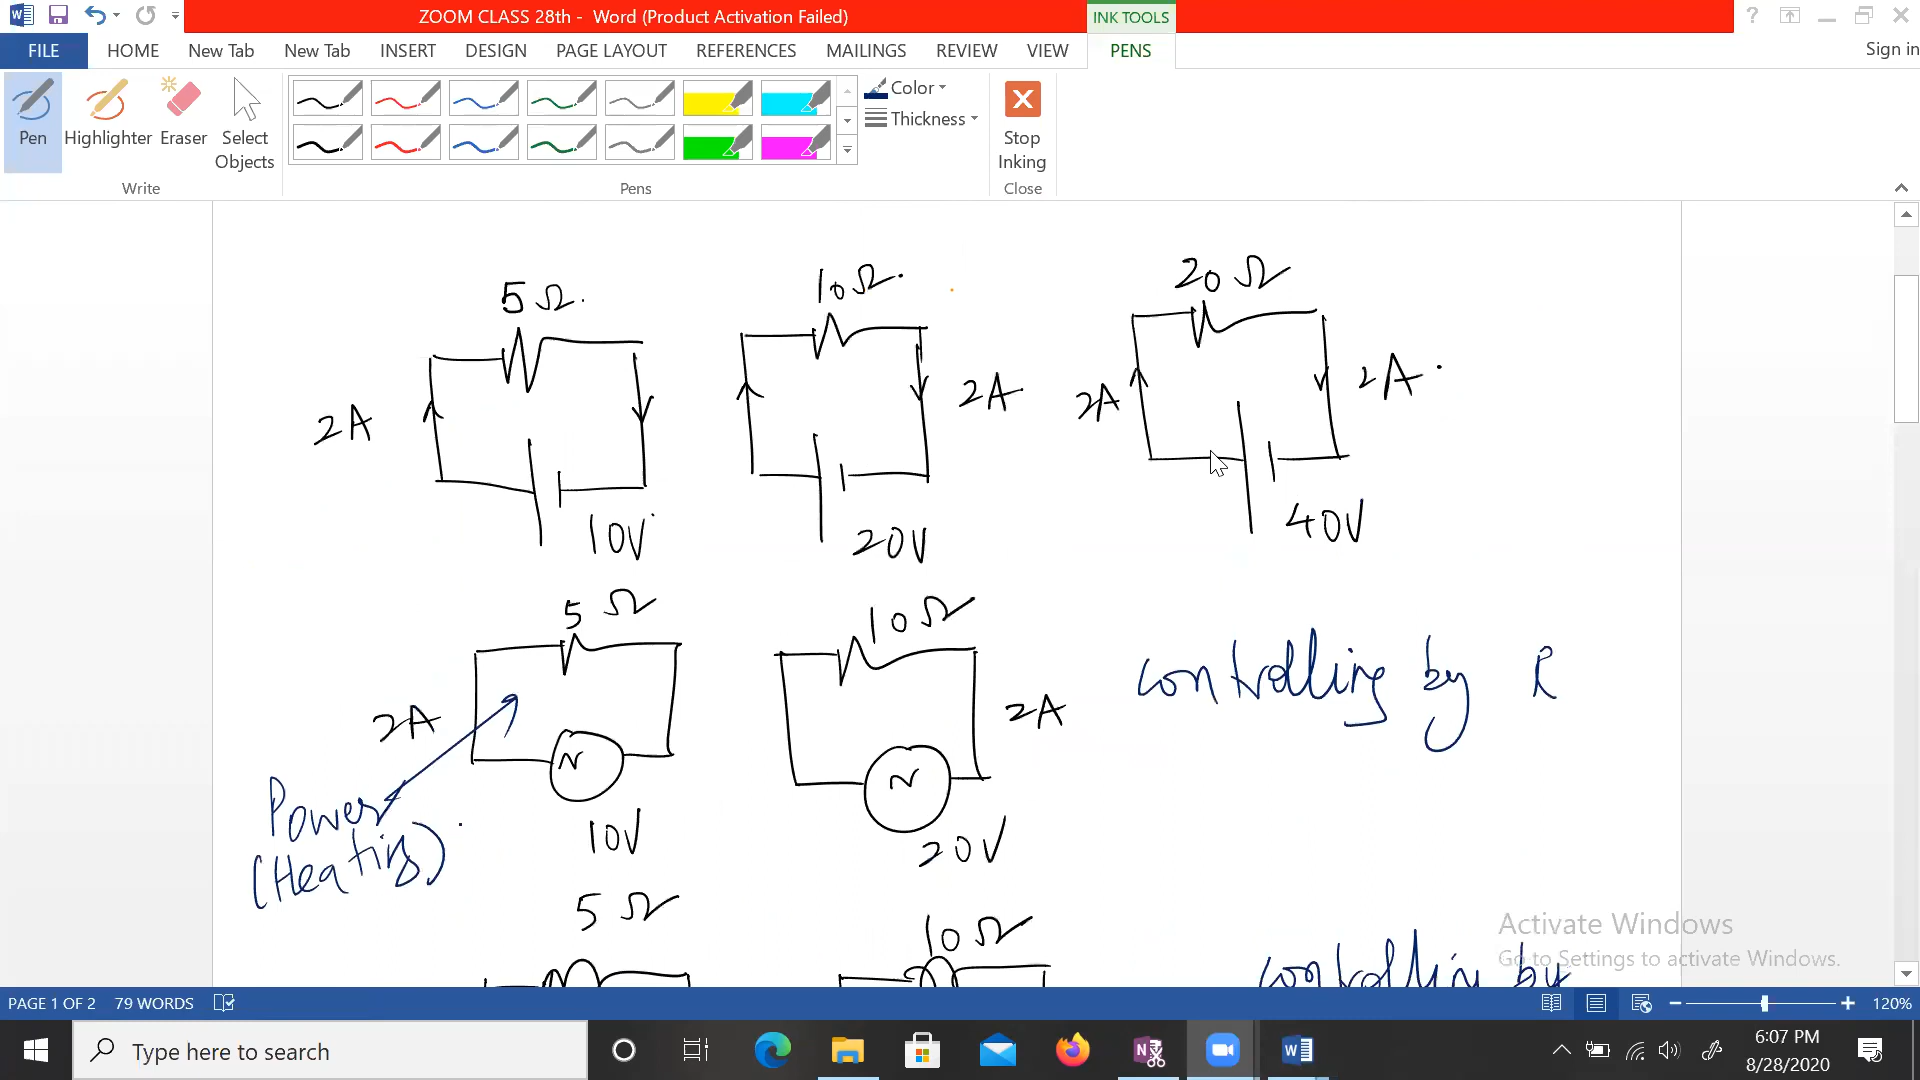 ZOOM CLASS 28th - Word (Product Activation Failed)
INK TOOLS
FILE HOME New Tab New Tab INSERT DESIGN PAGE LAYOUT REFERENCES MAILINGS REVIEW VIEW PENS
Sign in
Pen
Highlighter
Eraser
Select
Objects
Color
Thickness
Stop
Inking
Write
Pens
Close
5 Ω
10 Ω
20 Ω
2A
2A
2A
2A
10V
20V
40V
5 Ω
10 Ω
controlling by R
2A
2A
Power
(Heating)
10V
20V
5 Ω
10 Ω
controllin by
Activate Windows
Go to Settings to activate Windows.
PAGE 1 OF 2 79 WORDS
120%
Type here to search
6:07 PM
8/28/2020